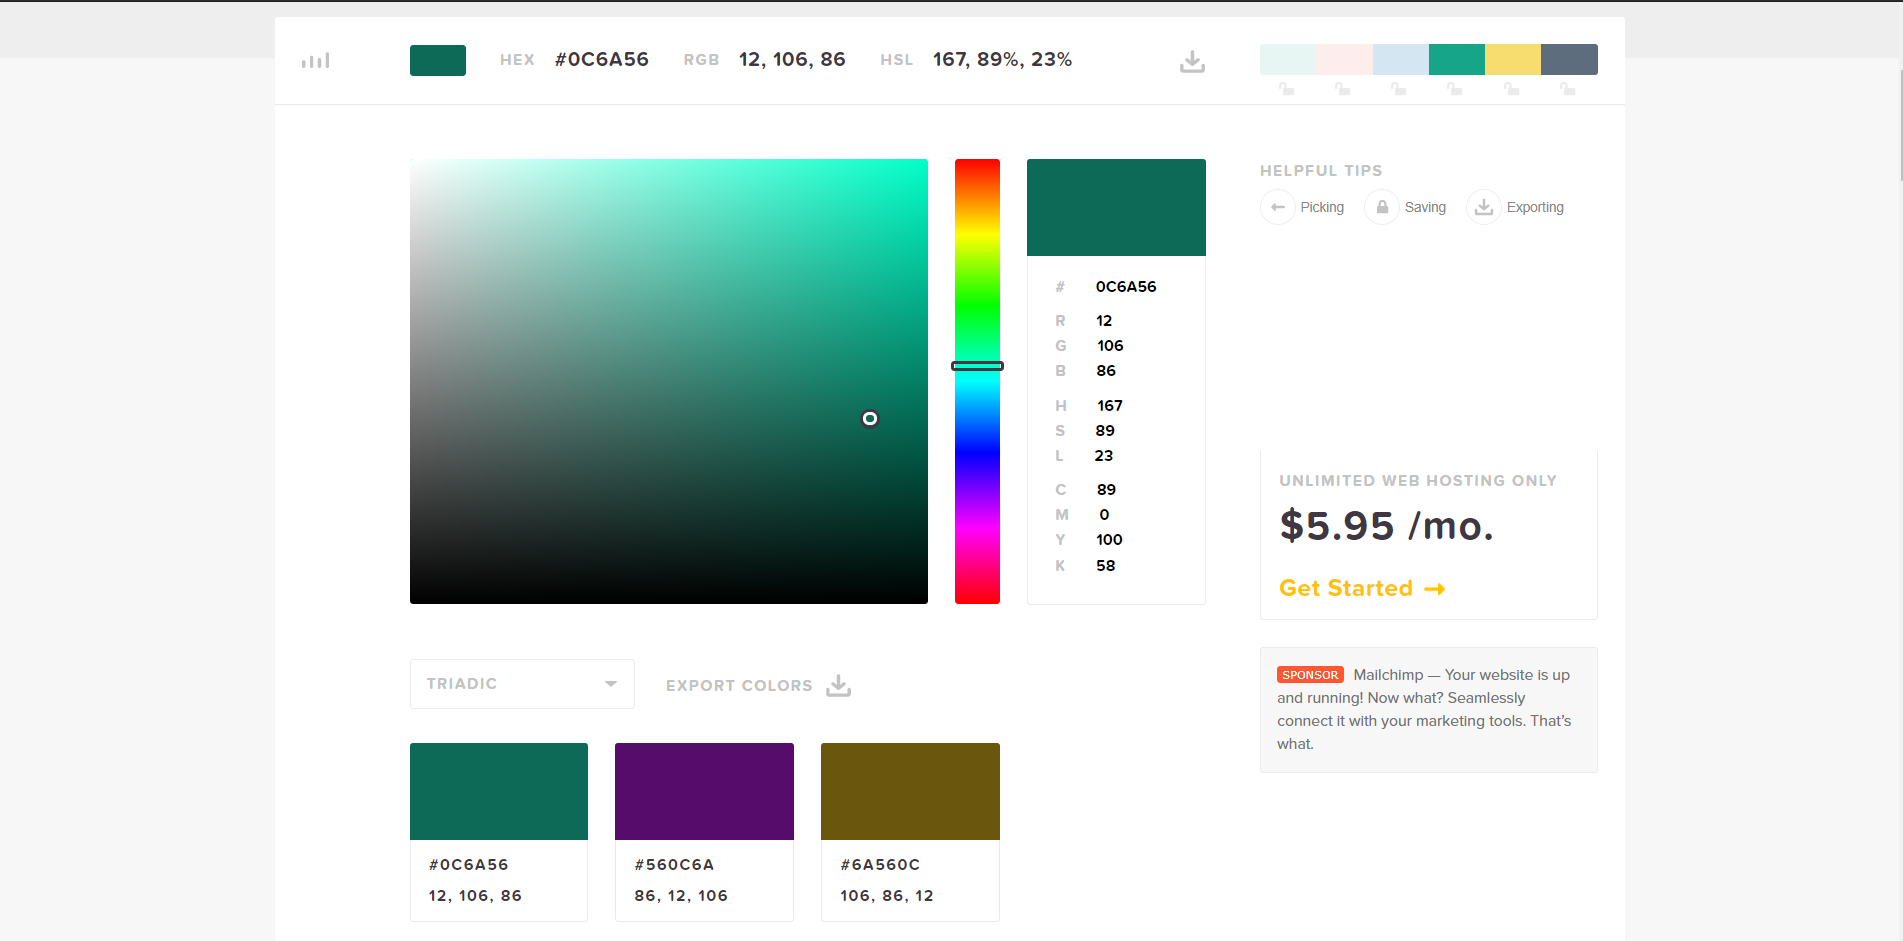 HEX #0C6A56 RGB 12, 106, 86 HSL 167, 89%, 23%
HELPFUL TIPS
Picking Saving Exporting
# 0C6A56
R 12
G 106
B 86
H 167
S 89
L 23
C 89
M 0
Y 100
K 58
UNLIMITED WEB HOSTING ONLY
$5.95 /mo.
Get Started →
SPONSOR Mailchimp — Your website is up
and running! Now what? Seamlessly
connect it with your marketing tools. That's
what.
TRIADIC
EXPORT COLORS
#0C6A56
12, 106, 86
#560C6A
86, 12, 106
#6A560C
106, 86, 12